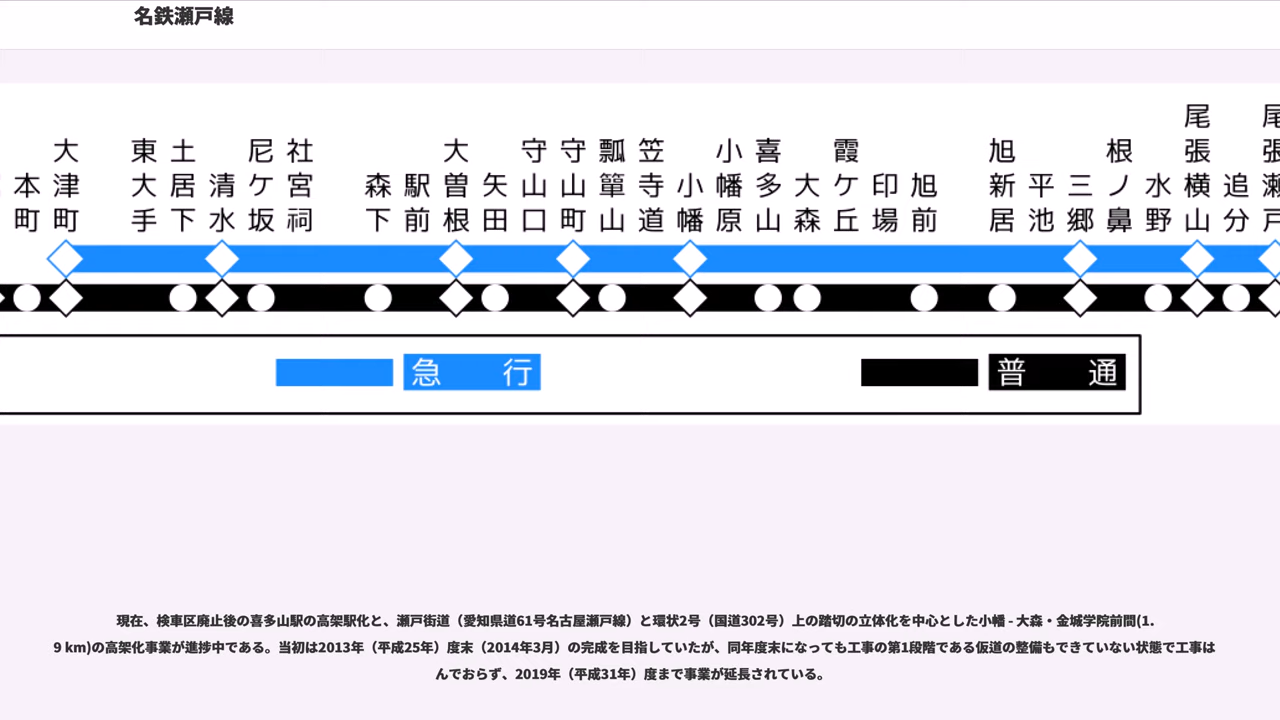 名鉄瀬戸線
本町
大津町
東大手
土居下
清水
尼ケ坂
社宮祠
森下
駅前
大曽根
矢田
守山口
守山町
瓢箪山
笠寺道
小幡
小幡原
喜多山
大森
霞ケ丘
印場
旭前
旭新居
平池
三郷
根ノ鼻
水野
尾張横山
追分
尾張瀬戸
急行
普通
現在、検車区廃止後の喜多山駅の高架駅化と、瀬戸街道（愛知県道61号名古屋瀬戸線）と環状2号（国道302号）上の踏切の立体化を中心とした小幡 - 大森・金城学院前間(1.
9 km)の高架化事業が進捗中である。当初は2013年（平成25年）度末（2014年3月）の完成を目指していたが、同年度末になっても工事の第1段階である仮道の整備もできていない状態で工事は
んでおらず、2019年（平成31年）度まで事業が延長されている。